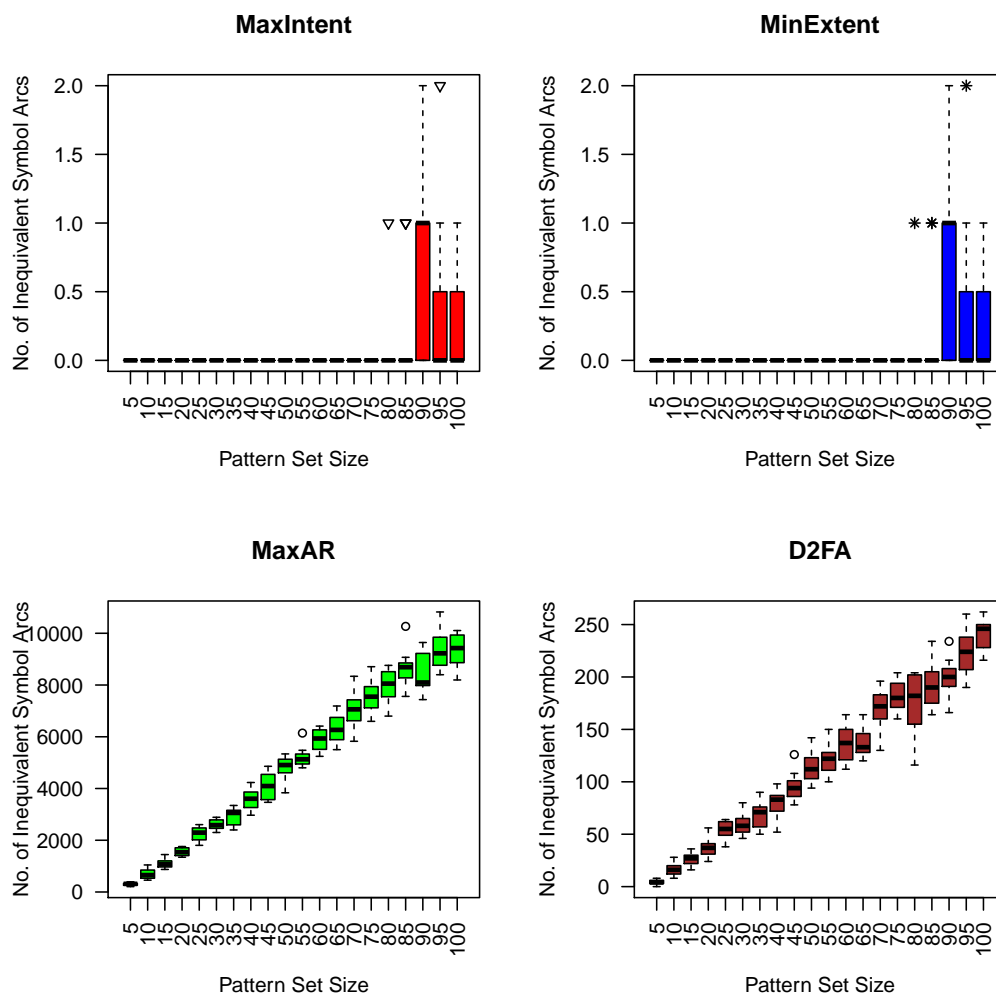 MaxIntent
No. of Inequivalent Symbol Arcs
2.0
1.5
1.0
0.5
0.0
5 10 15 20 25 30 35 40 45 50 55 60 65 70 75 80 85 90 95 100
Pattern Set Size
MinExtent
No. of Inequivalent Symbol Arcs
2.0
1.5
1.0
0.5
0.0
5 10 15 20 25 30 35 40 45 50 55 60 65 70 75 80 85 90 95 100
Pattern Set Size
MaxAR
No. of Inequivalent Symbol Arcs
10000
8000
6000
4000
2000
0
5 10 15 20 25 30 35 40 45 50 55 60 65 70 75 80 85 90 95 100
Pattern Set Size
D2FA
No. of Inequivalent Symbol Arcs
250
200
150
100
50
0
5 10 15 20 25 30 35 40 45 50 55 60 65 70 75 80 85 90 95 100
Pattern Set Size